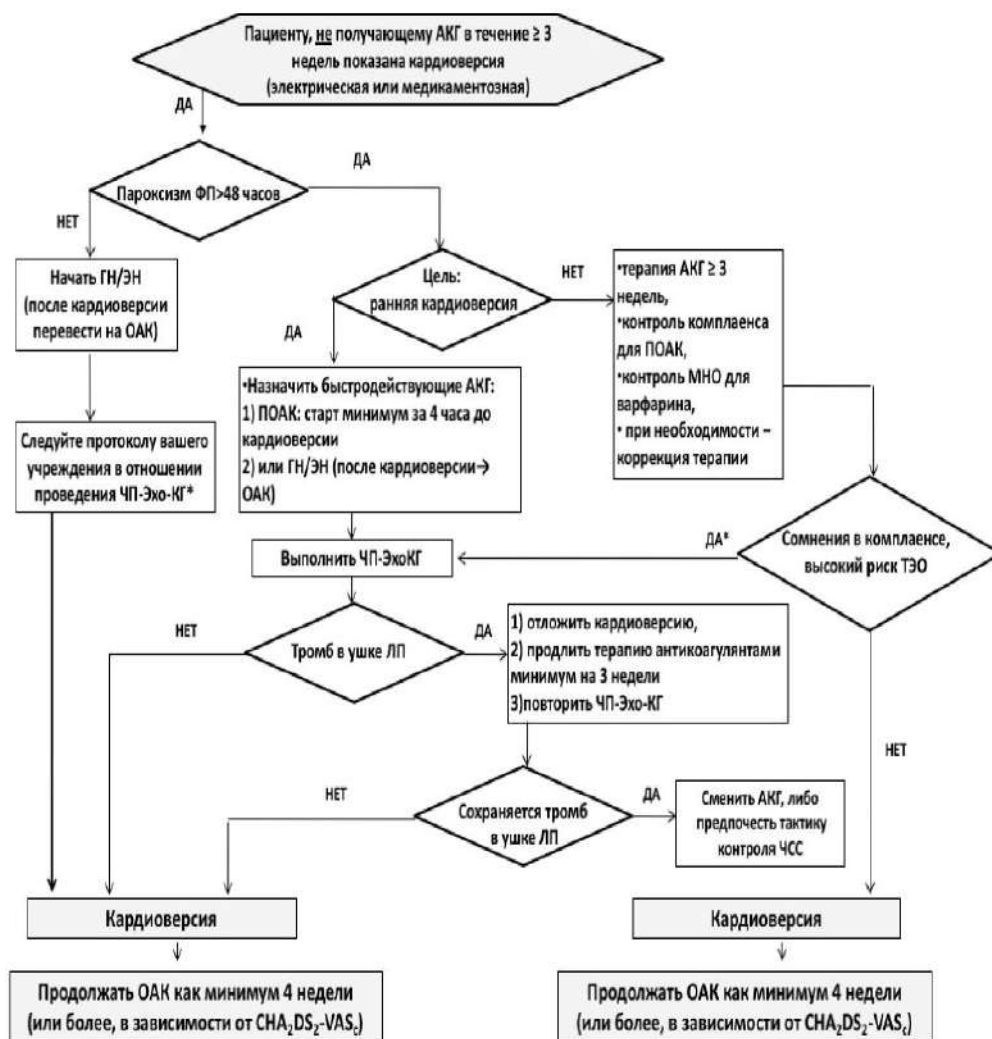 Пациенту, не получающему АКГ в течение ≥ 3
недель показана кардиоверсия
(электрическая или медикаментозная)
ДА
Пароксизм ФП>48 часов
ДА
НЕТ
Начать ГН/ЭН
(после кардиоверсии
перевести на ОАК)
Цель:
ранняя кардиоверсия
НЕТ
•терапия АКГ ≥ 3
недель,
•контроль комплаенса
для ПОАК,
•контроль МНО для
варфарина,
• при необходимости –
коррекция терапии
ДА
•Назначить быстродействующие АКГ:
1) ПОАК: старт минимум за 4 часа до
кардиоверсии
2) или ГН/ЭН (после кардиоверсии→
ОАК)
Следуйте протоколу вашего
учреждения в отношении
проведения ЧП-Эхо-КГ*
Сомнения в комплаенсе,
высокий риск ТЭО
ДА*
Выполнить ЧП-ЭхоКГ
НЕТ
Тромб в ушке ЛП
ДА
1) отложить кардиоверсию,
2) продлить терапию антикоагулянтами
минимум на 3 недели
3)повторить ЧП-Эхо-КГ
НЕТ
НЕТ
Сохраняется тромб
в ушке ЛП
ДА
Сменить АКГ, либо
предпочесть тактику
контроля ЧСС
Кардиоверсия
Кардиоверсия
Продолжать ОАК как минимум 4 недели
(или более, в зависимости от CHA₂DS₂-VASc)
Продолжать ОАК как минимум 4 недели
(или более, в зависимости от CHA₂DS₂-VASc)